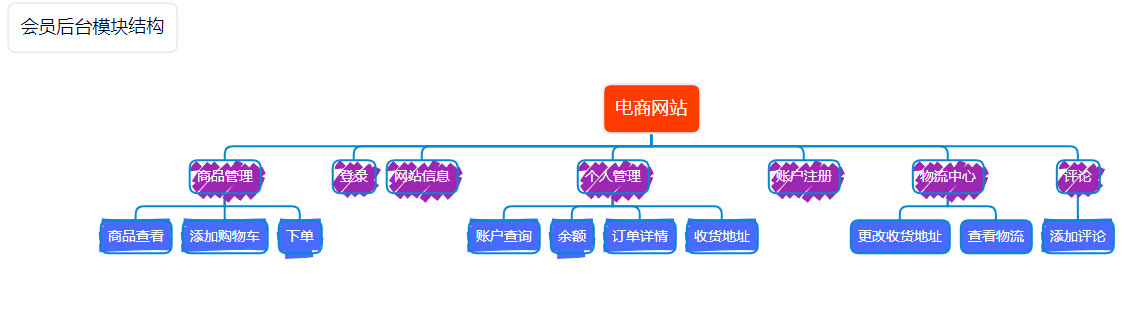 会员后台模块结构
电商网站
商品管理
登录
网站信息
个人管理
账户注册
物流中心
评论
商品查看
添加购物车
下单
账户查询
余额
订单详情
收货地址
更改收货地址
查看物流
添加评论